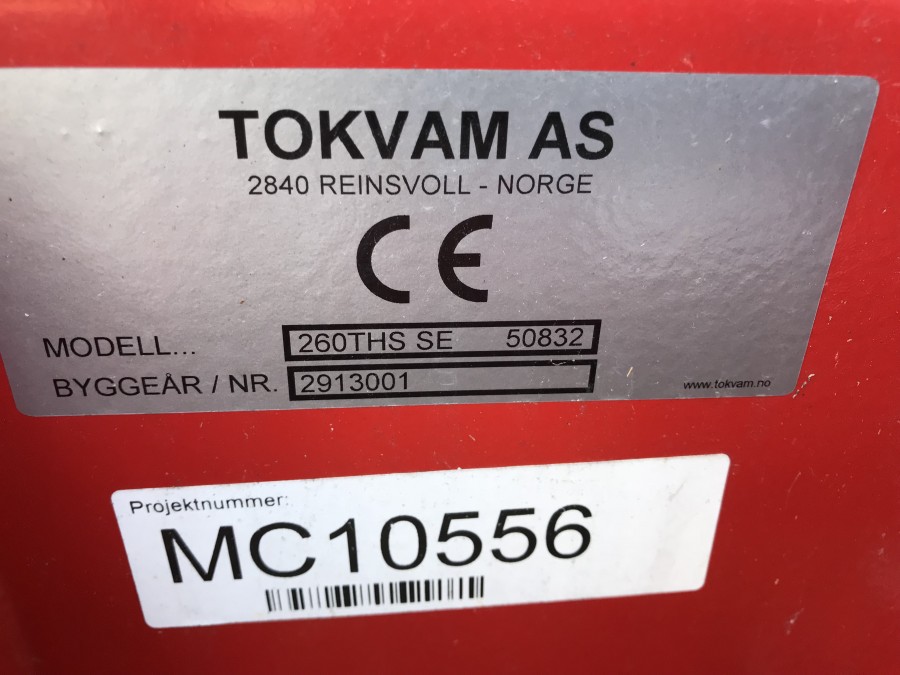 TOKVAM AS
2840 REINSVOLL - NORGE
CE
MODELL... 260THS SE 50832
BYGGEÅR / NR. 2913001
www.tokvam.no
Projektnummer:
MC10556